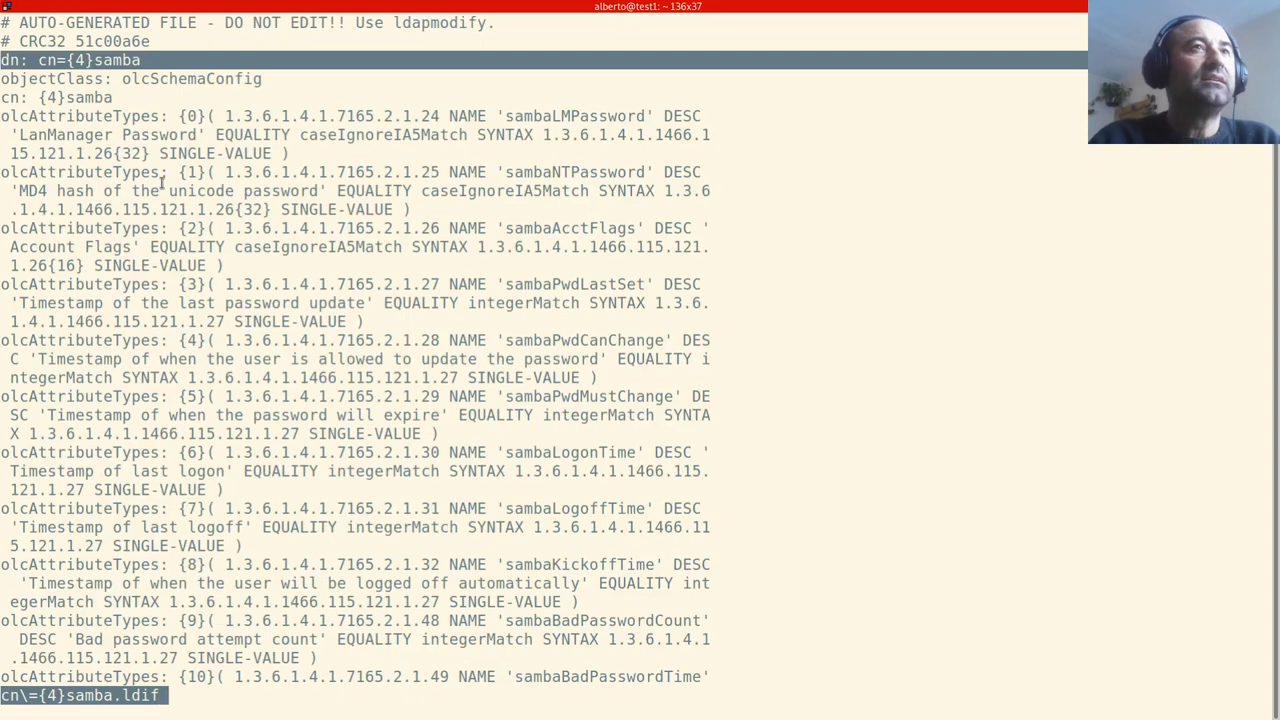 alberto@test1: ~ 136x37
# AUTO-GENERATED FILE - DO NOT EDIT!! Use ldapmodify.
# CRC32 51c00a6e
dn: cn={4}samba
objectClass: olcSchemaConfig
cn: {4}samba
olcAttributeTypes: {0}( 1.3.6.1.4.1.7165.2.1.24 NAME 'sambaLMPassword' DESC
 'LanManager Password' EQUALITY caseIgnoreIA5Match SYNTAX 1.3.6.1.4.1.1466.1
 15.121.1.26{32} SINGLE-VALUE )
olcAttributeTypes: {1}( 1.3.6.1.4.1.7165.2.1.25 NAME 'sambaNTPassword' DESC
 'MD4 hash of the unicode password' EQUALITY caseIgnoreIA5Match SYNTAX 1.3.6
 .1.4.1.1466.115.121.1.26{32} SINGLE-VALUE )
olcAttributeTypes: {2}( 1.3.6.1.4.1.7165.2.1.26 NAME 'sambaAcctFlags' DESC '
 Account Flags' EQUALITY caseIgnoreIA5Match SYNTAX 1.3.6.1.4.1.1466.115.121.
 1.26{16} SINGLE-VALUE )
olcAttributeTypes: {3}( 1.3.6.1.4.1.7165.2.1.27 NAME 'sambaPwdLastSet' DESC
 'Timestamp of the last password update' EQUALITY integerMatch SYNTAX 1.3.6.
 1.4.1.1466.115.121.1.27 SINGLE-VALUE )
olcAttributeTypes: {4}( 1.3.6.1.4.1.7165.2.1.28 NAME 'sambaPwdCanChange' DES
 C 'Timestamp of when the user is allowed to update the password' EQUALITY i
 ntegerMatch SYNTAX 1.3.6.1.4.1.1466.115.121.1.27 SINGLE-VALUE )
olcAttributeTypes: {5}( 1.3.6.1.4.1.7165.2.1.29 NAME 'sambaPwdMustChange' DE
 SC 'Timestamp of when the password will expire' EQUALITY integerMatch SYNTA
 X 1.3.6.1.4.1.1466.115.121.1.27 SINGLE-VALUE )
olcAttributeTypes: {6}( 1.3.6.1.4.1.7165.2.1.30 NAME 'sambaLogonTime' DESC '
 Timestamp of last logon' EQUALITY integerMatch SYNTAX 1.3.6.1.4.1.1466.115.
 121.1.27 SINGLE-VALUE )
olcAttributeTypes: {7}( 1.3.6.1.4.1.7165.2.1.31 NAME 'sambaLogoffTime' DESC
 'Timestamp of last logoff' EQUALITY integerMatch SYNTAX 1.3.6.1.4.1.1466.11
 5.121.1.27 SINGLE-VALUE )
olcAttributeTypes: {8}( 1.3.6.1.4.1.7165.2.1.32 NAME 'sambaKickoffTime' DESC
  'Timestamp of when the user will be logged off automatically' EQUALITY int
 egerMatch SYNTAX 1.3.6.1.4.1.1466.115.121.1.27 SINGLE-VALUE )
olcAttributeTypes: {9}( 1.3.6.1.4.1.7165.2.1.48 NAME 'sambaBadPasswordCount'
  DESC 'Bad password attempt count' EQUALITY integerMatch SYNTAX 1.3.6.1.4.1
 .1466.115.121.1.27 SINGLE-VALUE )
olcAttributeTypes: {10}( 1.3.6.1.4.1.7165.2.1.49 NAME 'sambaBadPasswordTime'
cn\={4}samba.ldif